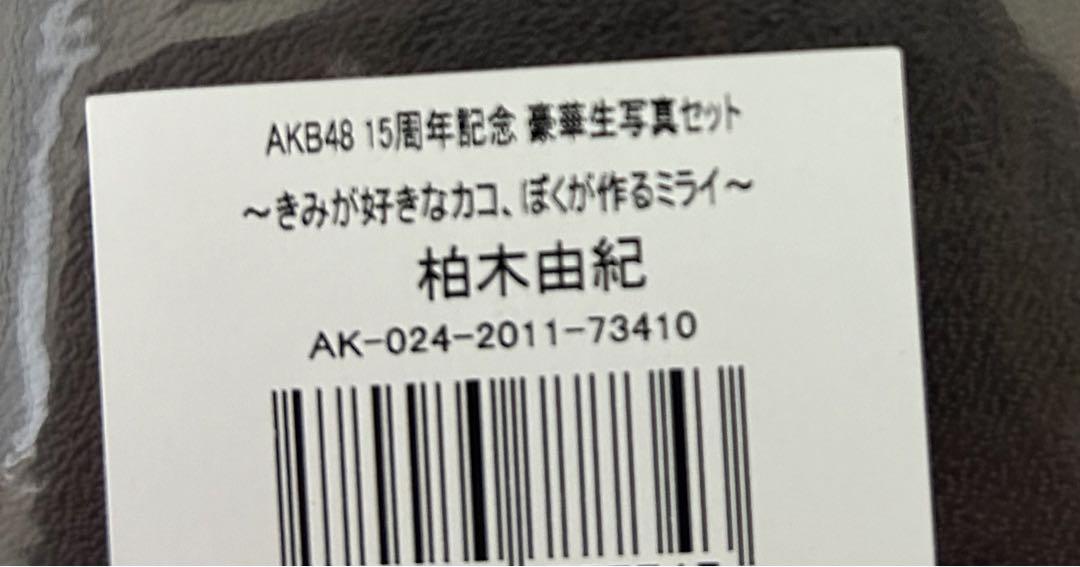 AKB48 15周年記念 豪華生写真セット
～きみが好きなカコ、ぼくが作るミライ～
柏木由紀
AK-024-2011-73410